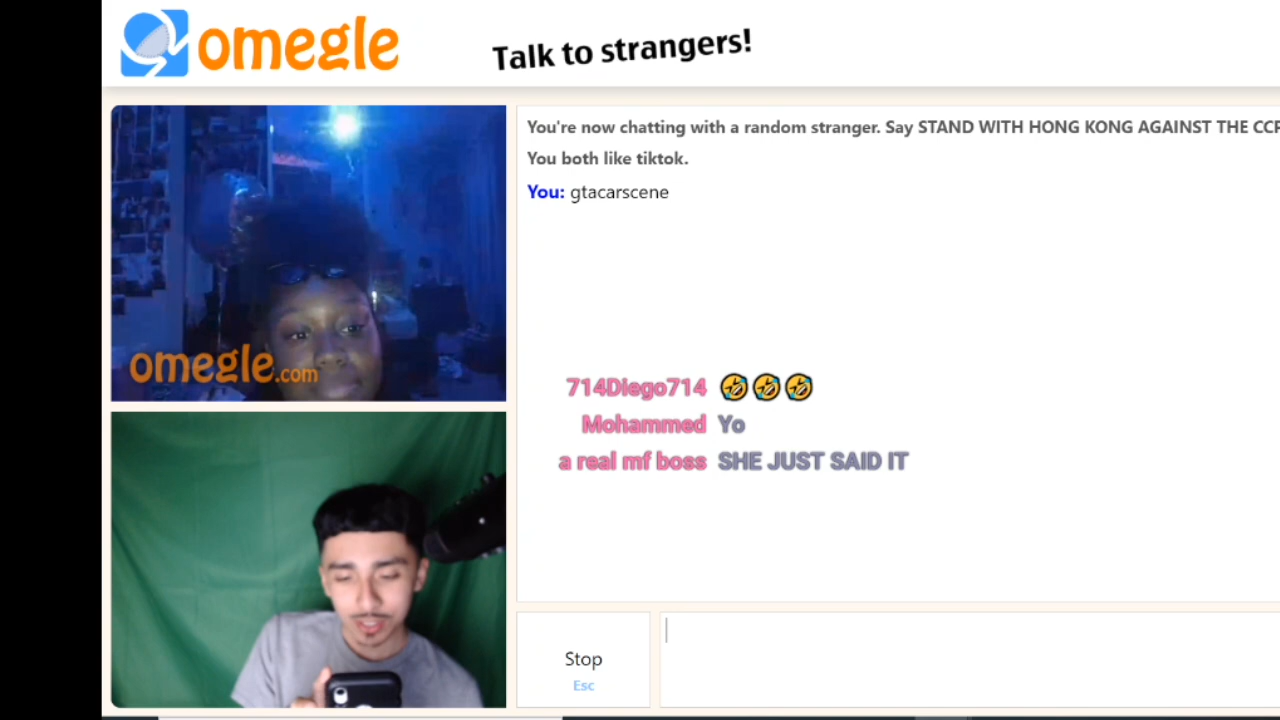 omegle
Talk to strangers!
You're now chatting with a random stranger. Say STAND WITH HONG KONG AGAINST THE CCP
You both like tiktok.
You: gtacarscene
omegle.com
714Diego714 🤣🤣🤣
Mohammed Yo
a real mf boss SHE JUST SAID IT
Stop
Esc